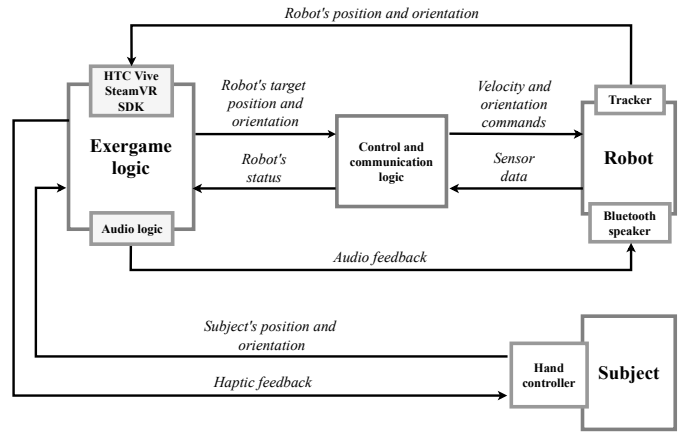 Robot's position and orientation
HTC Vive
SteamVR
SDK
Exergame
logic
Audio logic
Robot's target
position and
orientation
Robot's
status
Control and
communication
logic
Velocity and
orientation
commands
Sensor
data
Tracker
Robot
Bluetooth
speaker
Audio feedback
Subject's position and
orientation
Haptic feedback
Hand
controller
Subject